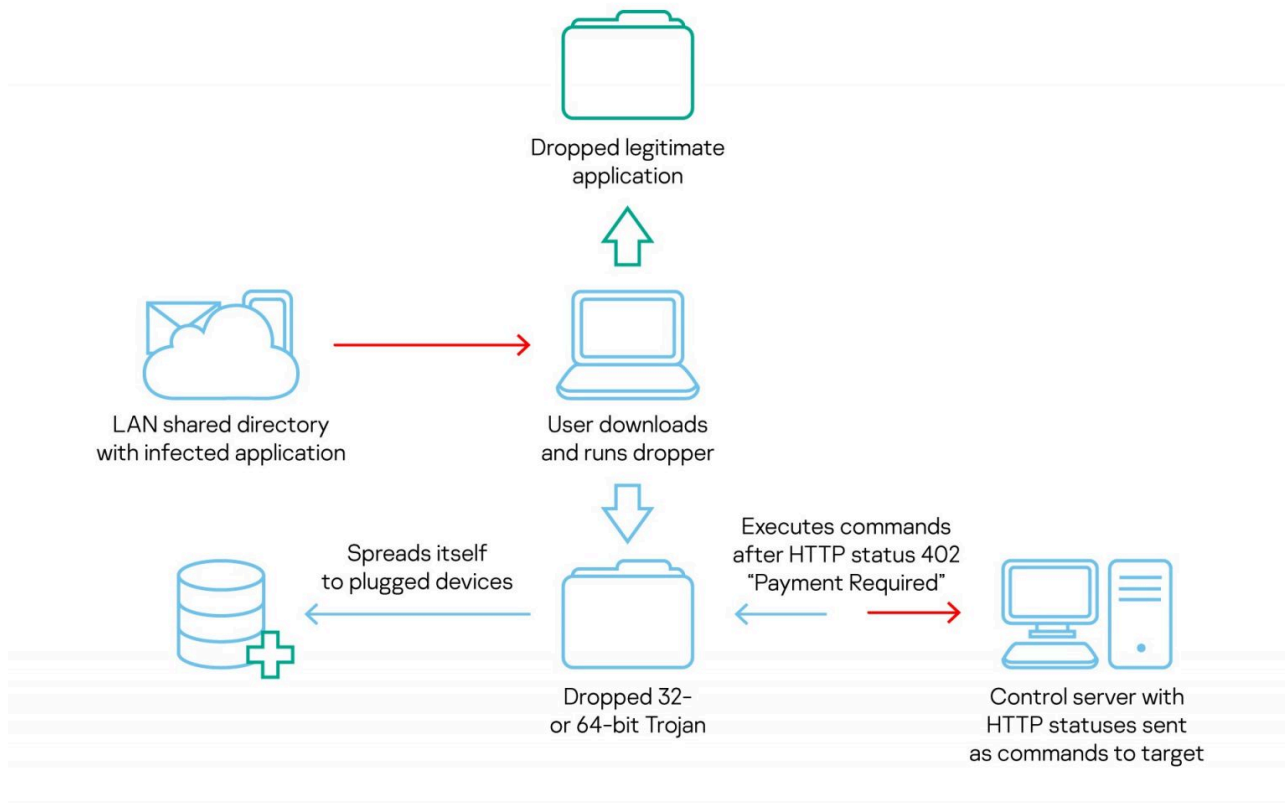 Dropped legitimate
application
LAN shared directory
with infected application
User downloads
and runs dropper
Spreads itself
to plugged devices
Executes commands
after HTTP status 402
“Payment Required”
Dropped 32-
or 64-bit Trojan
Control server with
HTTP statuses sent
as commands to target